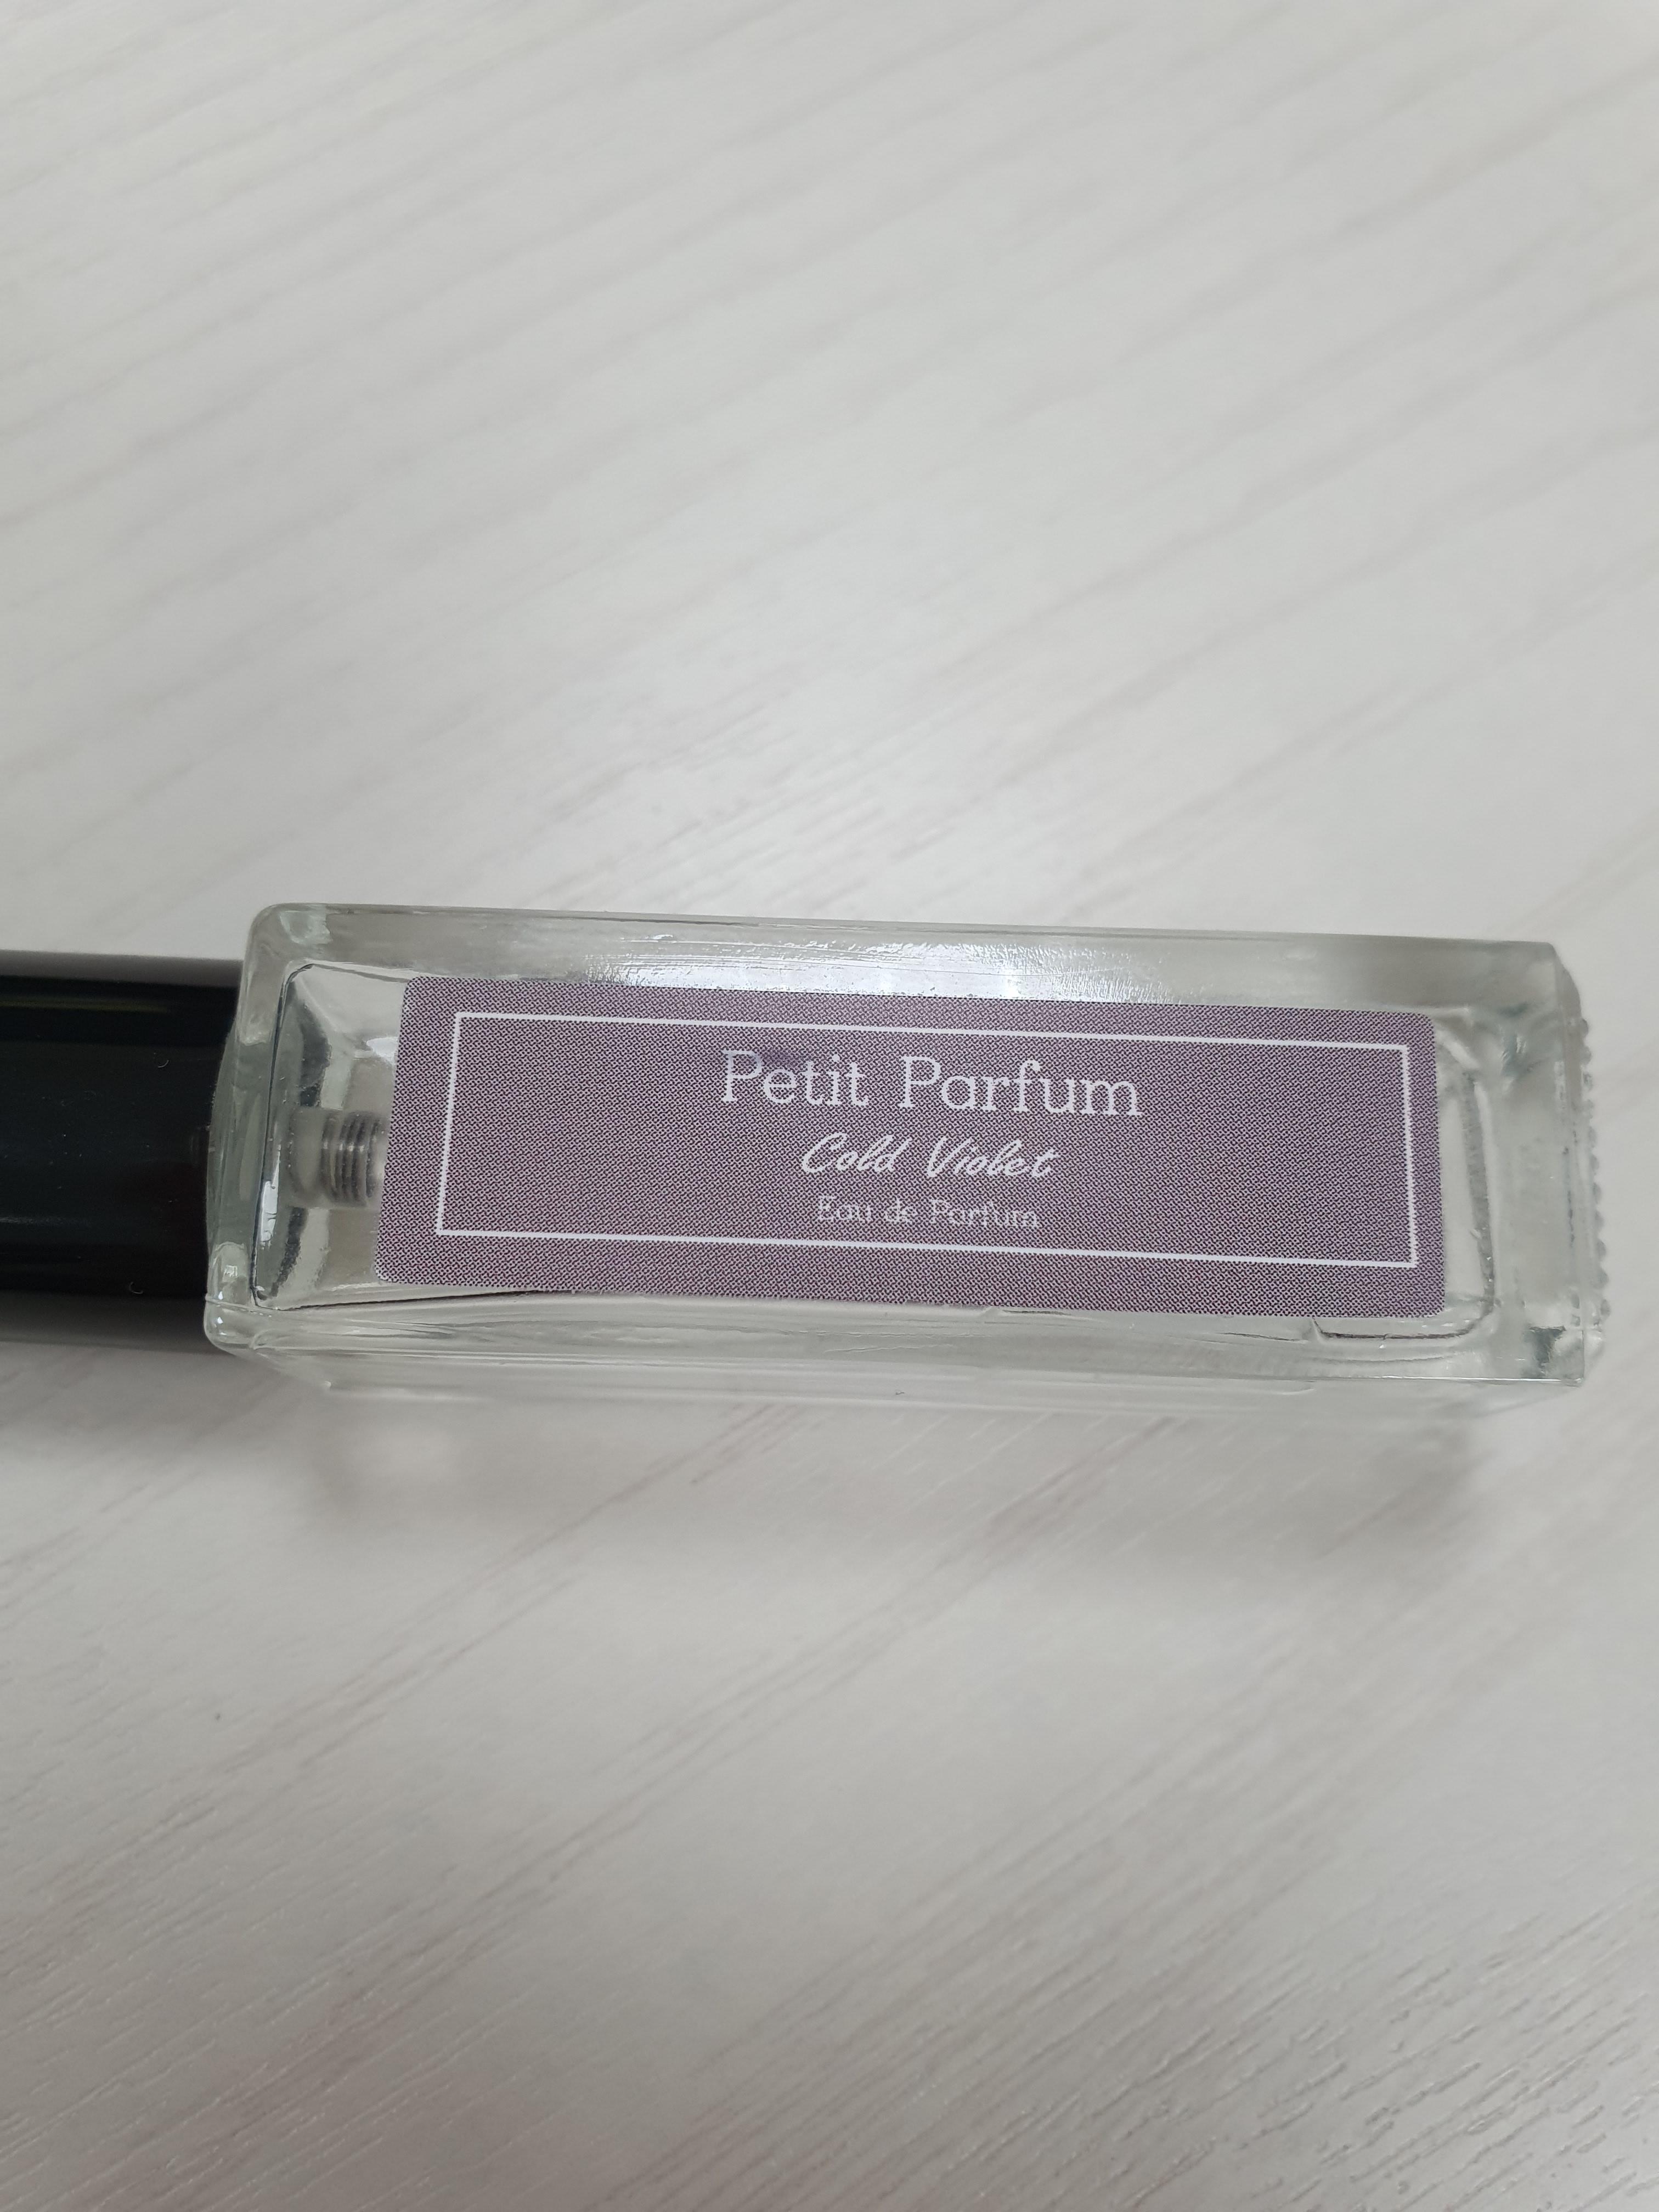 Petit Parfum
Cold Violet
Eau de Parfum